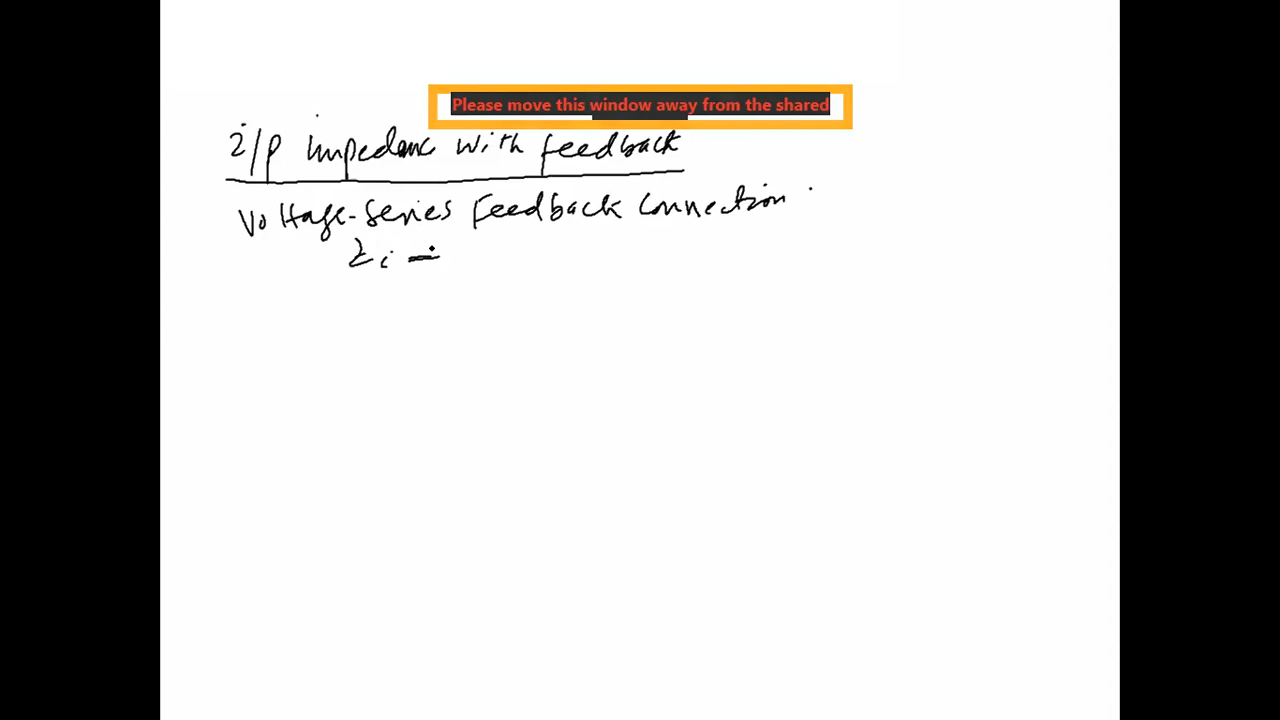 Please move this window away from the shared
i/p impedance with feedback
Voltage-series Feedback Connection
Zi =